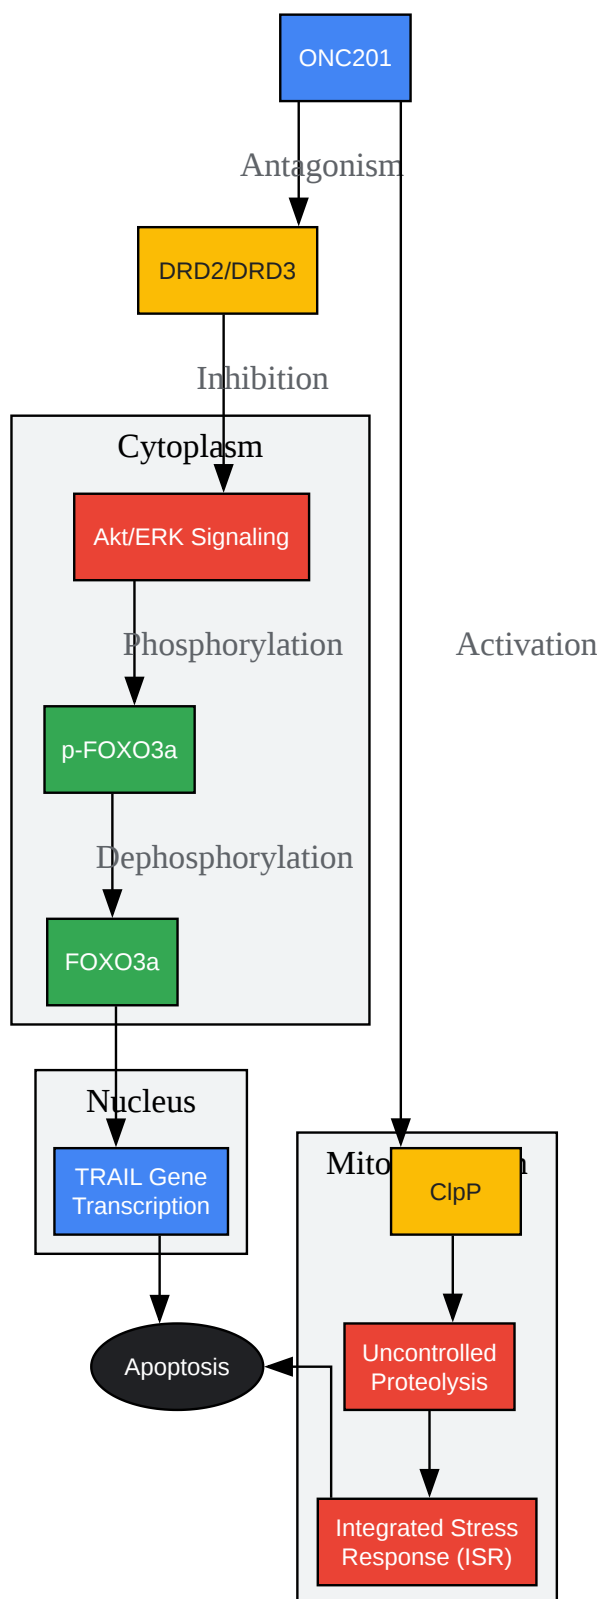 ONC201
Antagonism
DRD2/DRD3
Inhibition
Cytoplasm
Akt/ERK Signaling
Phosphorylation
Activation
p-FOXO3a
Dephosphorylation
FOXO3a
Nucleus
TRAIL Gene
Transcription
ClpP
Uncontrolled
Proteolysis
Apoptosis
Integrated Stress
Response (ISR)